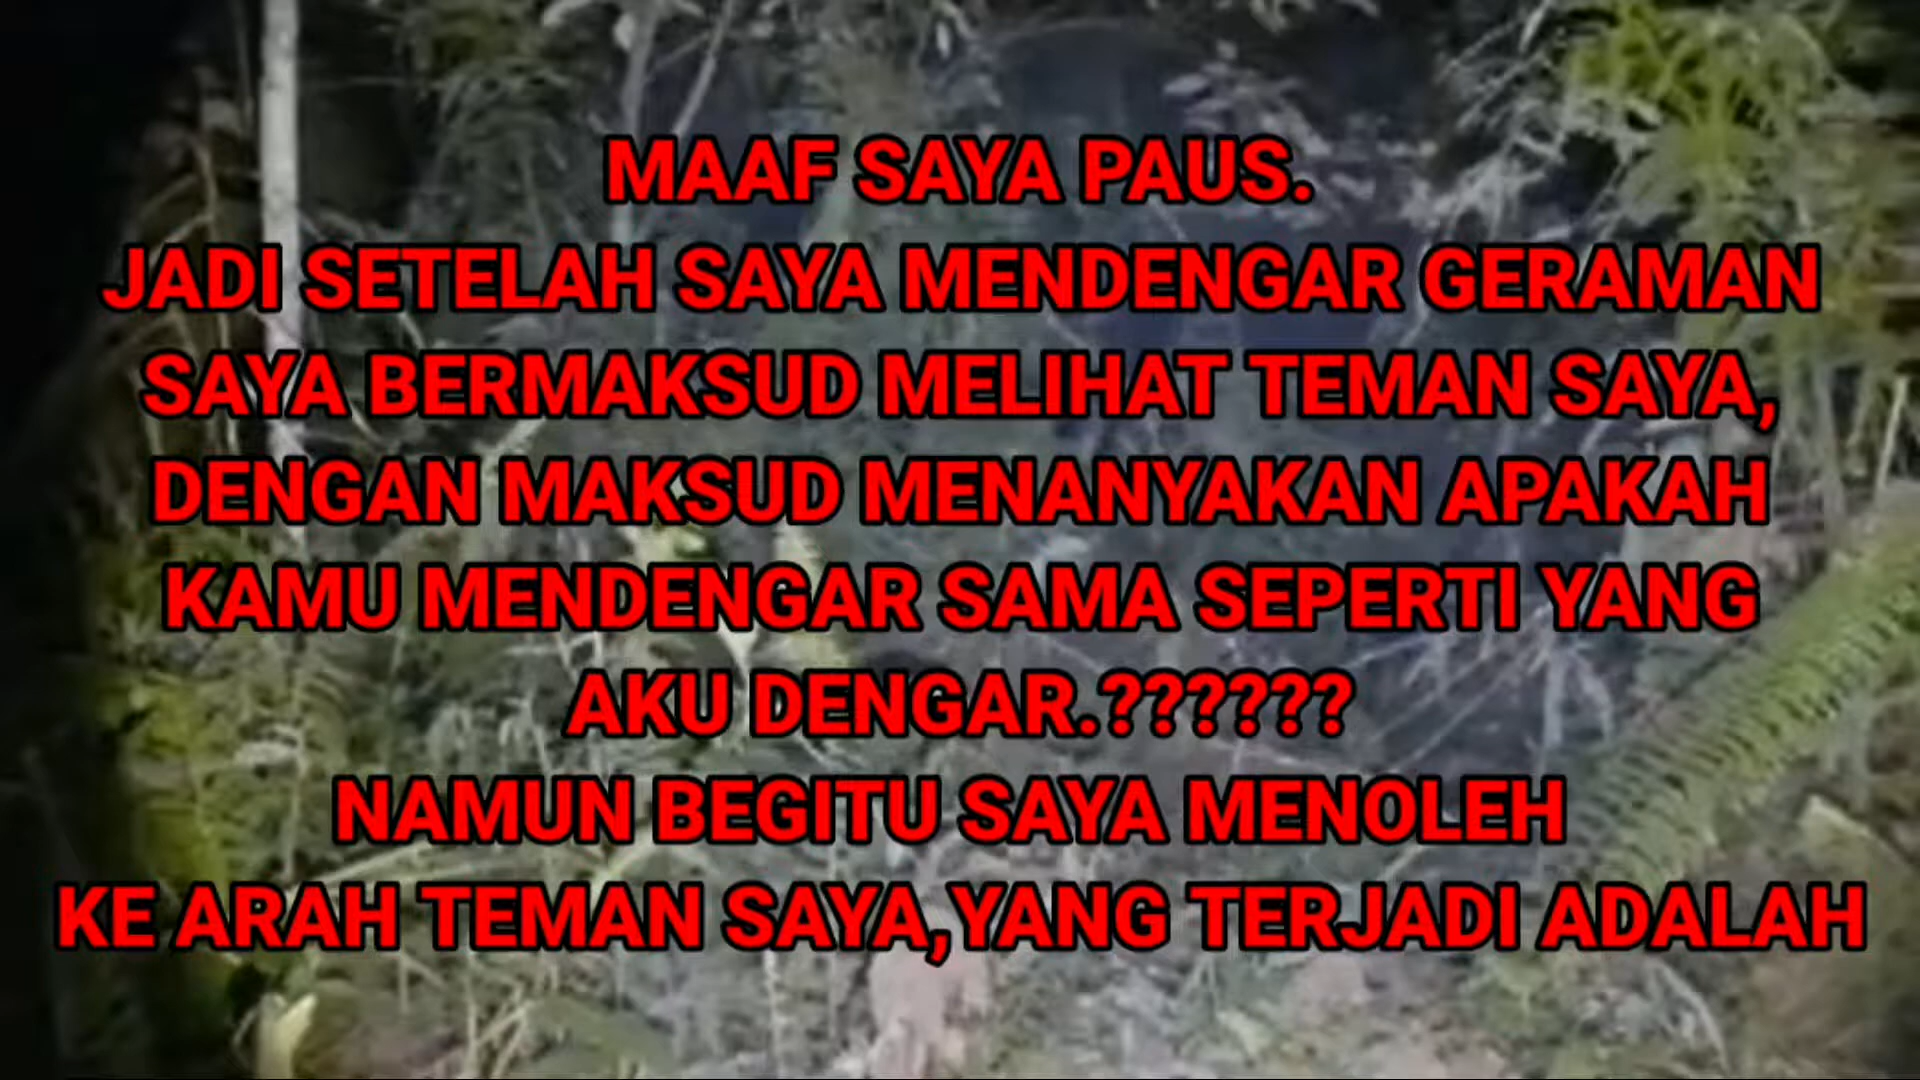 MAAF SAYA PAUS.
JADI SETELAH SAYA MENDENGAR GERAMAN
SAYA BERMAKSUD MELIHAT TEMAN SAYA,
DENGAN MAKSUD MENANYAKAN APAKAH
KAMU MENDENGAR SAMA SEPERTI YANG
AKU DENGAR.??????
NAMUN BEGITU SAYA MENOLEH
KE ARAH TEMAN SAYA,YANG TERJADI ADALAH